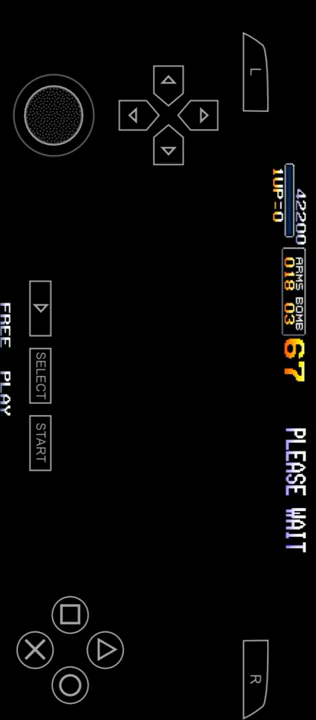 42200
1UP=0
ARMS BOMB
018 03
67
PLEASE WAIT
L
R
SELECT
START
FREE PLAY